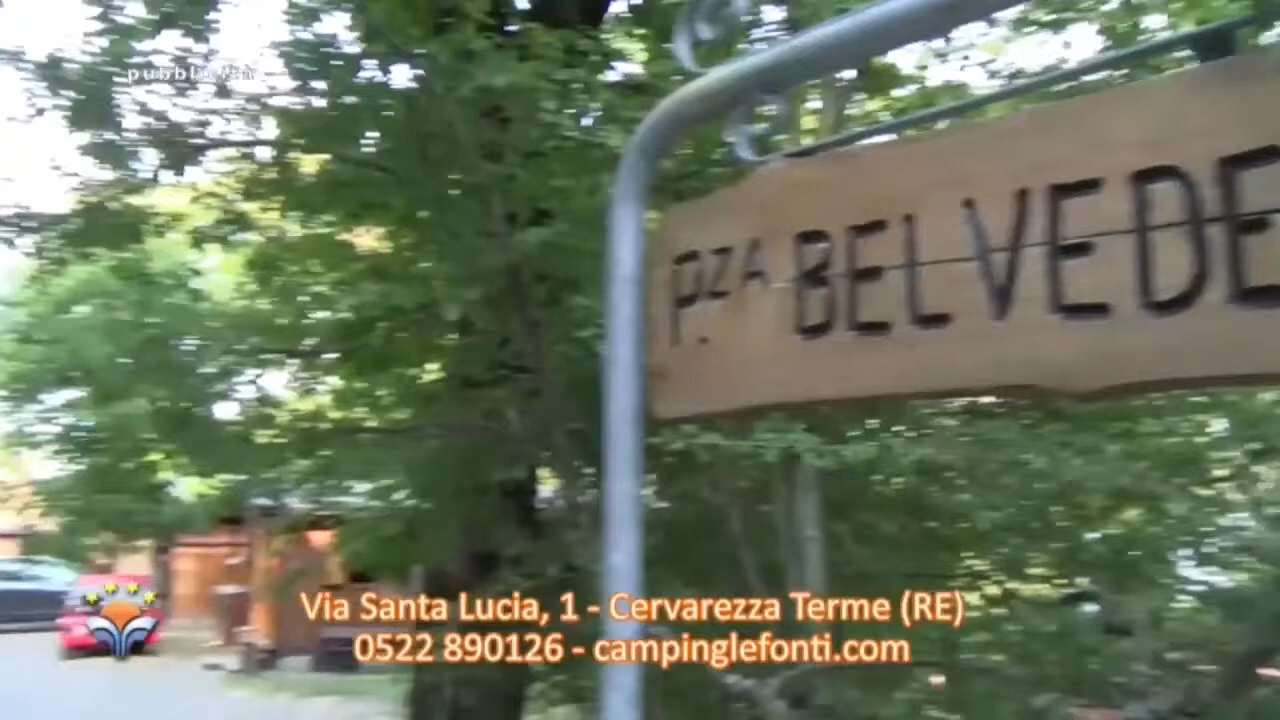 P.ZA BELVEDE
Via Santa Lucia, 1 - Cervarezza Terme (RE)
0522 890126 - campinglefonti.com